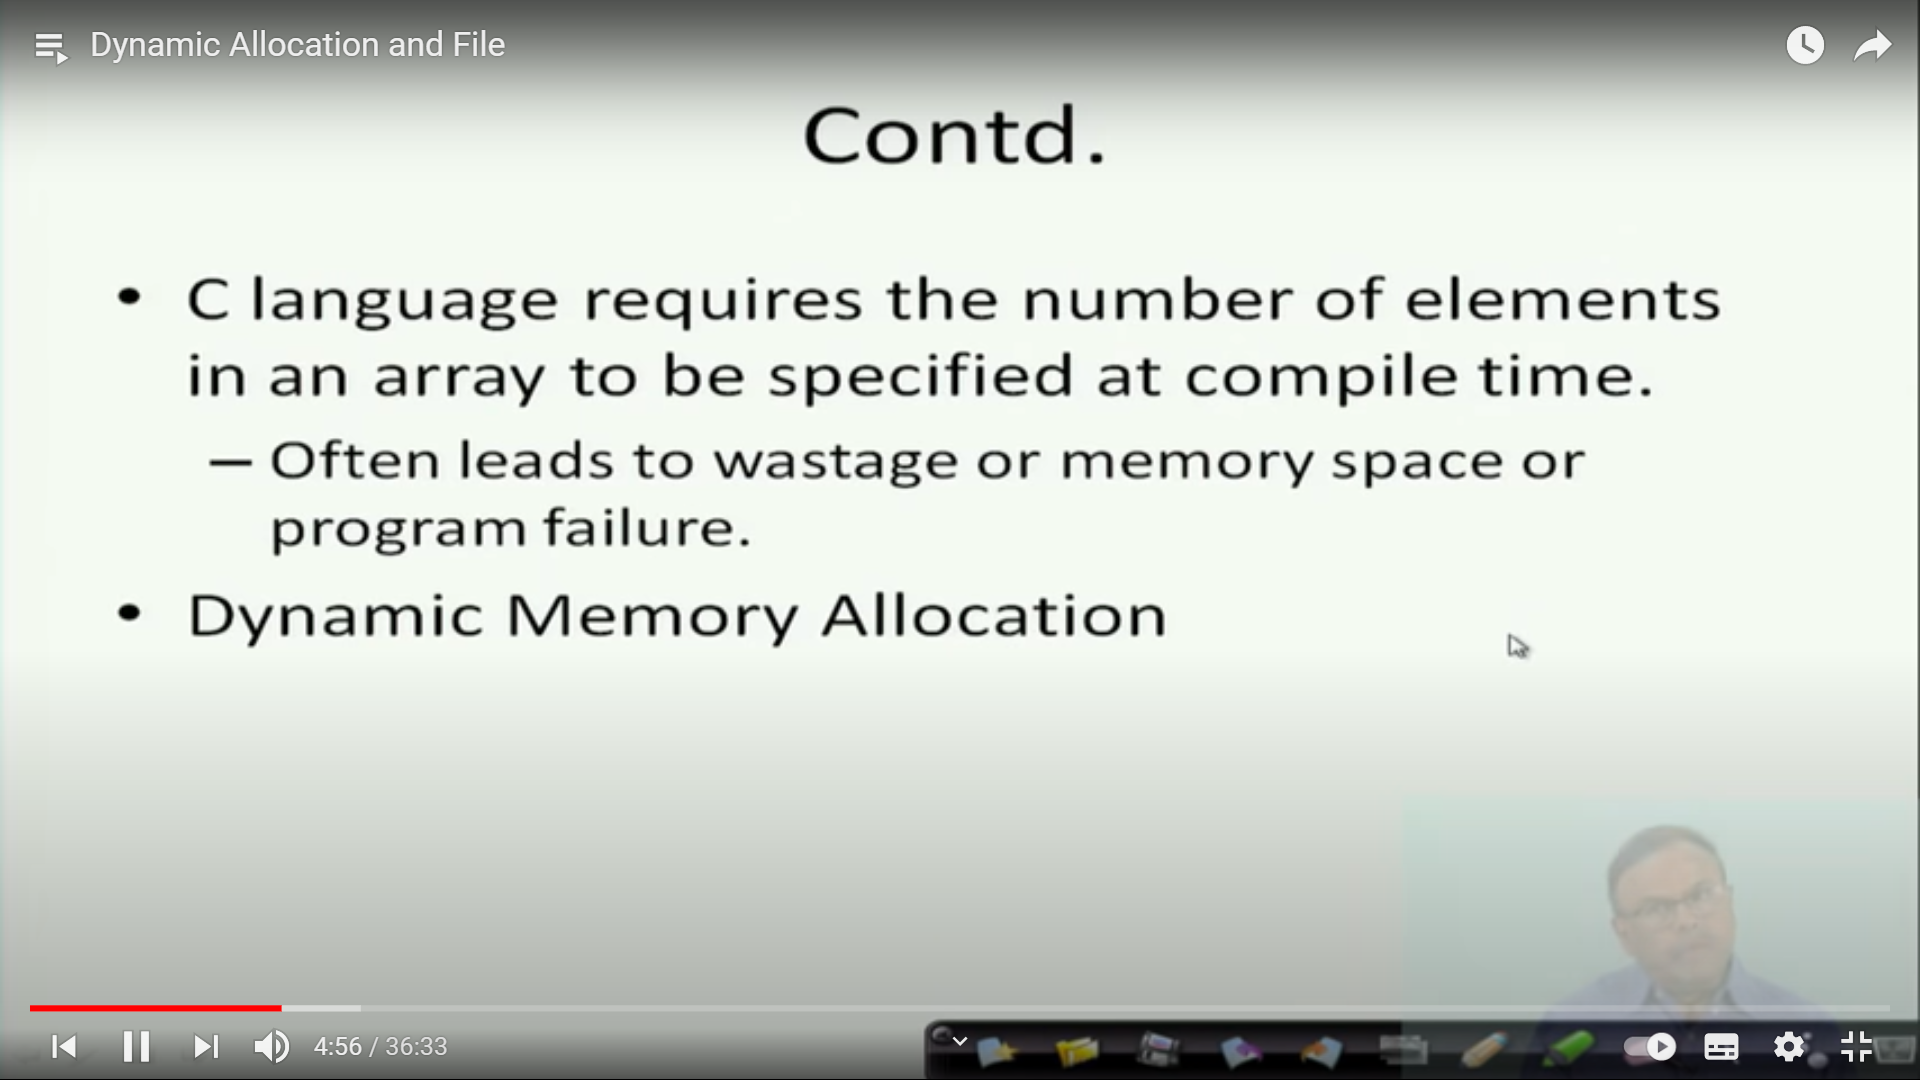 Dynamic Allocation and File
Contd.
• C language requires the number of elements
in an array to be specified at compile time.
– Often leads to wastage or memory space or
program failure.
• Dynamic Memory Allocation
4:56 / 36:33